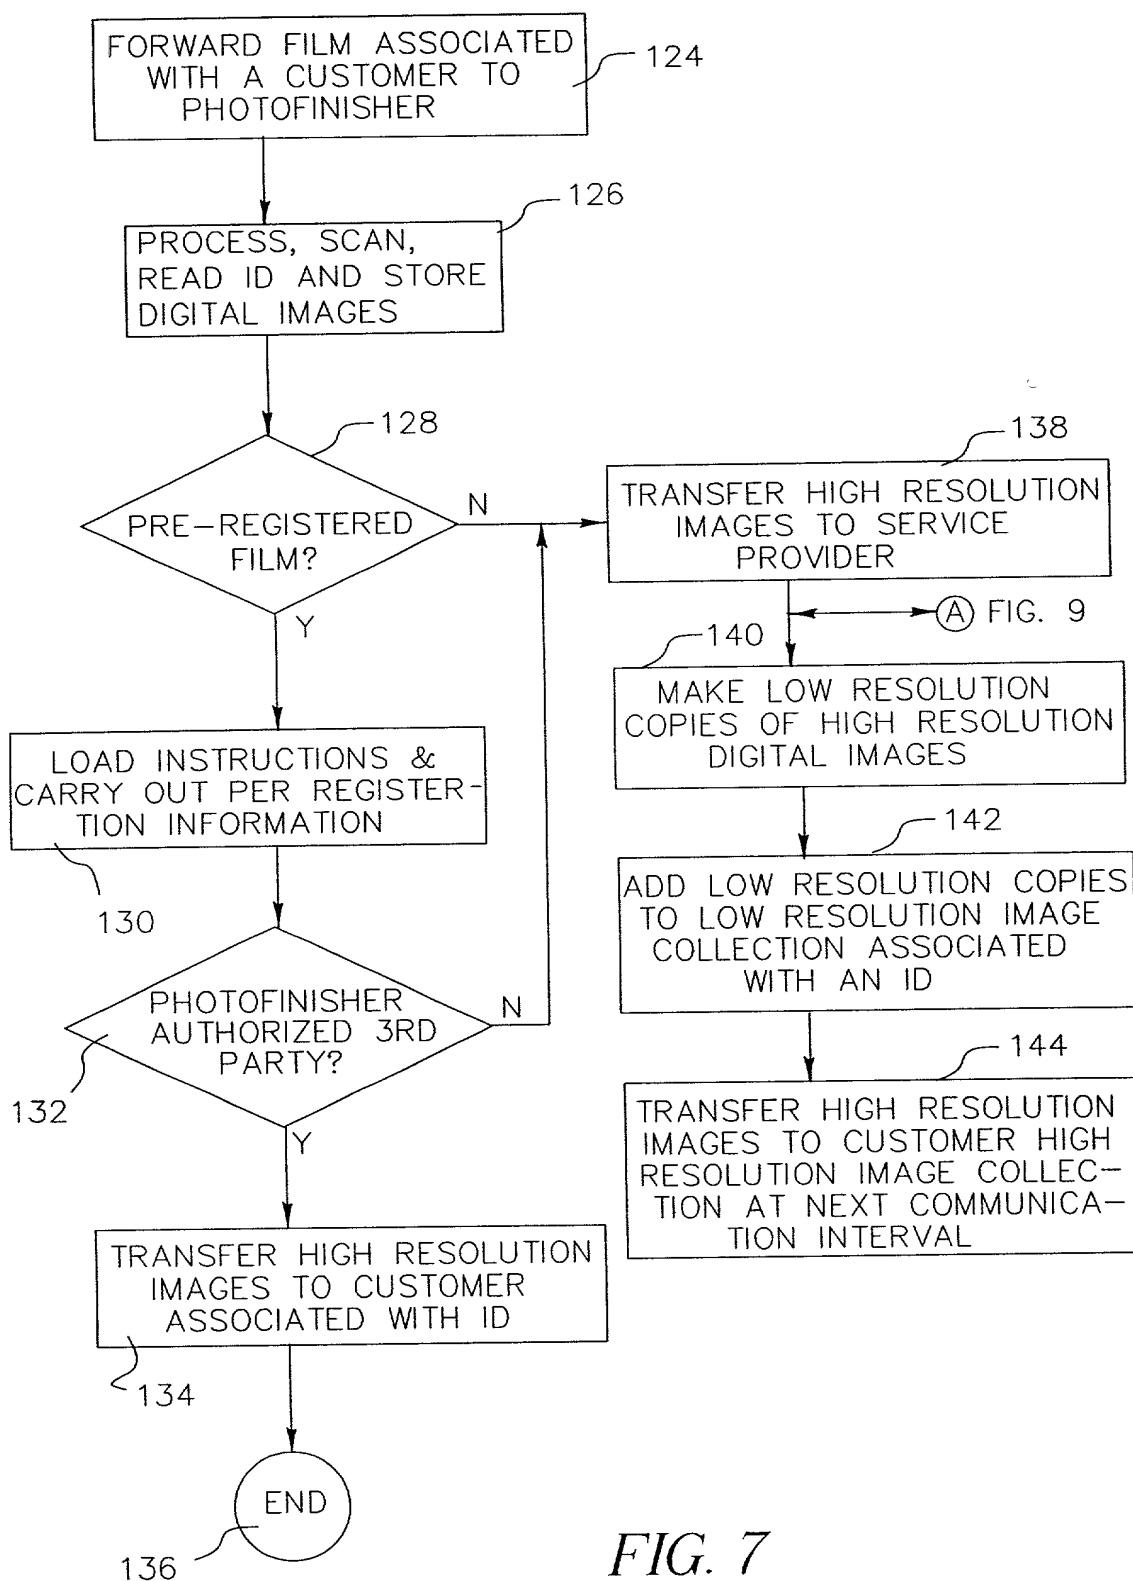 FORWARD FILM ASSOCIATED
WITH A CUSTOMER TO
PHOTOFINISHER
124
126
PROCESS, SCAN,
READ ID AND STORE
DIGITAL IMAGES
128
PRE-REGISTERED
FILM?
N
Y
LOAD INSTRUCTIONS &
CARRY OUT PER REGISTER-
TION INFORMATION
130
PHOTOFINISHER
AUTHORIZED 3RD
PARTY?
N
132
Y
TRANSFER HIGH RESOLUTION
IMAGES TO CUSTOMER
ASSOCIATED WITH ID
134
END
136
138
TRANSFER HIGH RESOLUTION
IMAGES TO SERVICE
PROVIDER
A FIG. 9
140
MAKE LOW RESOLUTION
COPIES OF HIGH RESOLUTION
DIGITAL IMAGES
142
ADD LOW RESOLUTION COPIES
TO LOW RESOLUTION IMAGE
COLLECTION ASSOCIATED
WITH AN ID
144
TRANSFER HIGH RESOLUTION
IMAGES TO CUSTOMER HIGH
RESOLUTION IMAGE COLLEC-
TION AT NEXT COMMUNICA-
TION INTERVAL
FIG. 7